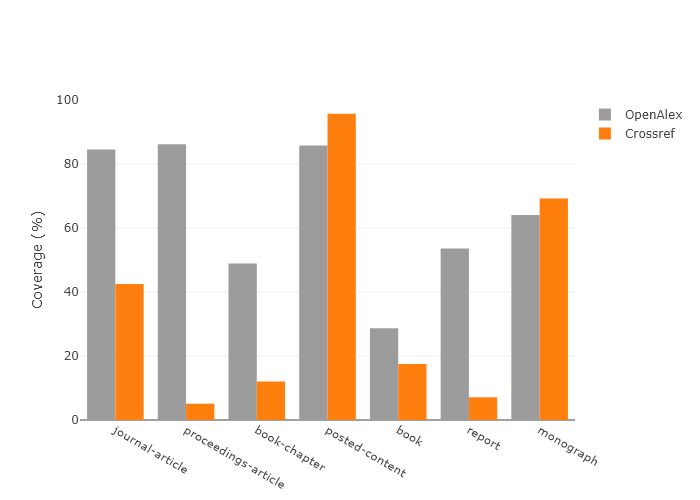 100
80
60
40
20
0
Coverage (%)
journal-article
proceedings-article
book-chapter
posted-content
book
report
monograph
OpenAlex
Crossref